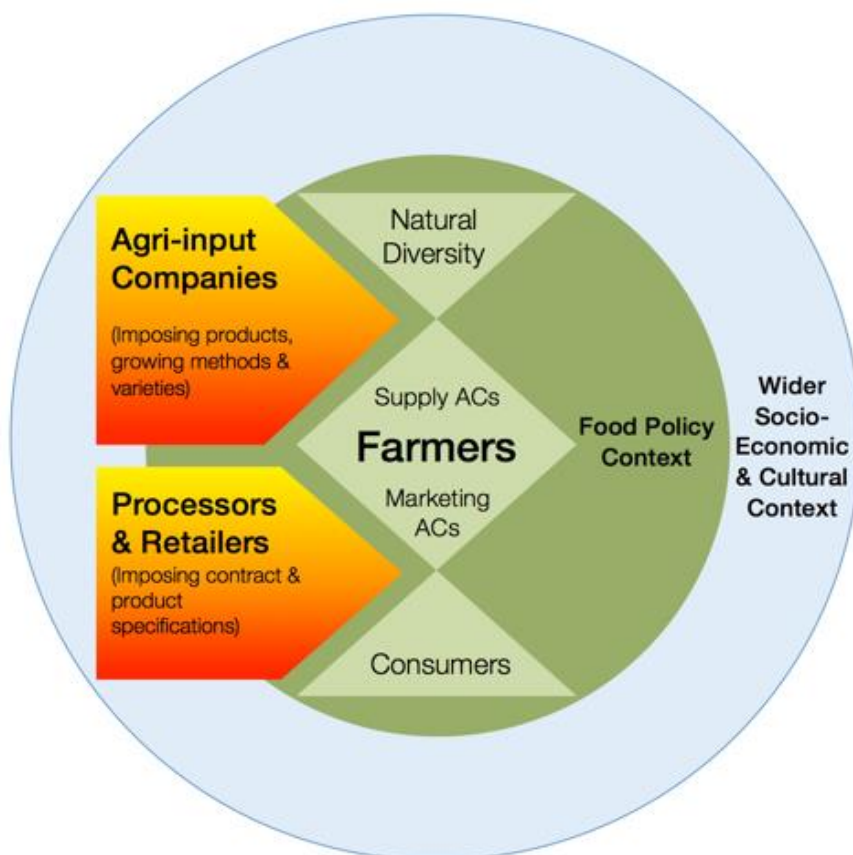 Agri-input
Companies
(Imposing products,
growing methods &
varieties)
Natural
Diversity
Supply ACs
Farmers
Marketing
ACs
Food Policy
Context
Wider
Socio-
Economic
& Cultural
Context
Processors
& Retailers
(Imposing contract &
product
specifications)
Consumers